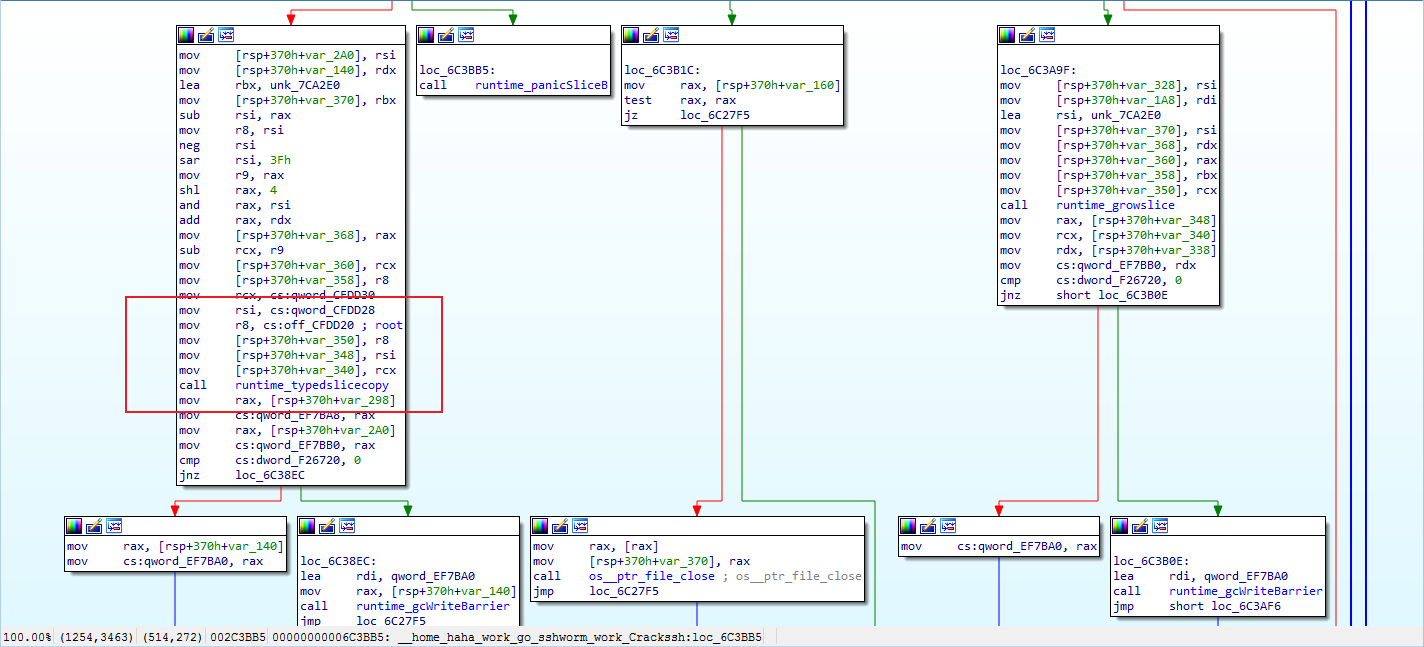 mov [rsp+370h+var_2A0], rsi
mov [rsp+370h+var_140], rdx
lea rbx, unk_7CA2E0
mov [rsp+370h+var_370], rbx
sub rsi, rax
mov r8, rsi
neg rsi
sar rsi, 3Fh
mov r9, rax
shl rax, 4
and rax, rsi
add rax, rdx
mov [rsp+370h+var_368], rax
sub rcx, r9
mov [rsp+370h+var_360], rcx
mov [rsp+370h+var_358], r8
mov rcx, cs:qword_CFDD30
mov rsi, cs:qword_CFDD28
mov r8, cs:off_CFDD20 ; root
mov [rsp+370h+var_350], r8
mov [rsp+370h+var_348], rsi
mov [rsp+370h+var_340], rcx
call runtime_typedslicecopy
mov rax, [rsp+370h+var_298]
mov cs:qword_EF7BA8, rax
mov rax, [rsp+370h+var_2A0]
mov cs:qword_EF7BB0, rax
cmp cs:dword_F26720, 0
jnz loc_6C38EC
loc_6C3BB5:
call runtime_panicSliceB
loc_6C3B1C:
mov rax, [rsp+370h+var_160]
test rax, rax
jz loc_6C27F5
loc_6C3A9F:
mov [rsp+370h+var_328], rsi
mov [rsp+370h+var_1A8], rdi
lea rsi, unk_7CA2E0
mov [rsp+370h+var_370], rsi
mov [rsp+370h+var_368], rdx
mov [rsp+370h+var_360], rax
mov [rsp+370h+var_358], rbx
mov [rsp+370h+var_350], rcx
call runtime_growslice
mov rax, [rsp+370h+var_348]
mov rcx, [rsp+370h+var_340]
mov rdx, [rsp+370h+var_338]
mov cs:qword_EF7BB0, rdx
cmp cs:dword_F26720, 0
jnz short loc_6C3B0E
mov rax, [rsp+370h+var_140]
mov cs:qword_EF7BA0, rax
loc_6C38EC:
lea rdi, qword_EF7BA0
mov rax, [rsp+370h+var_140]
call runtime_gcWriteBarrier
jmp loc_6C27F5
mov rax, [rax]
mov [rsp+370h+var_370], rax
call os__ptr_file_close ; os__ptr_file_close
jmp loc_6C27F5
mov cs:qword_EF7BA0, rax
loc_6C3B0E:
lea rdi, qword_EF7BA0
call runtime_gcWriteBarrier
jmp short loc_6C3AF6
100.00% (1254,3463) (514,272) 002C3BB5 00000000006C3BB5: __home_haha_work_go_sshworm_work_Crackssh:loc_6C3BB5